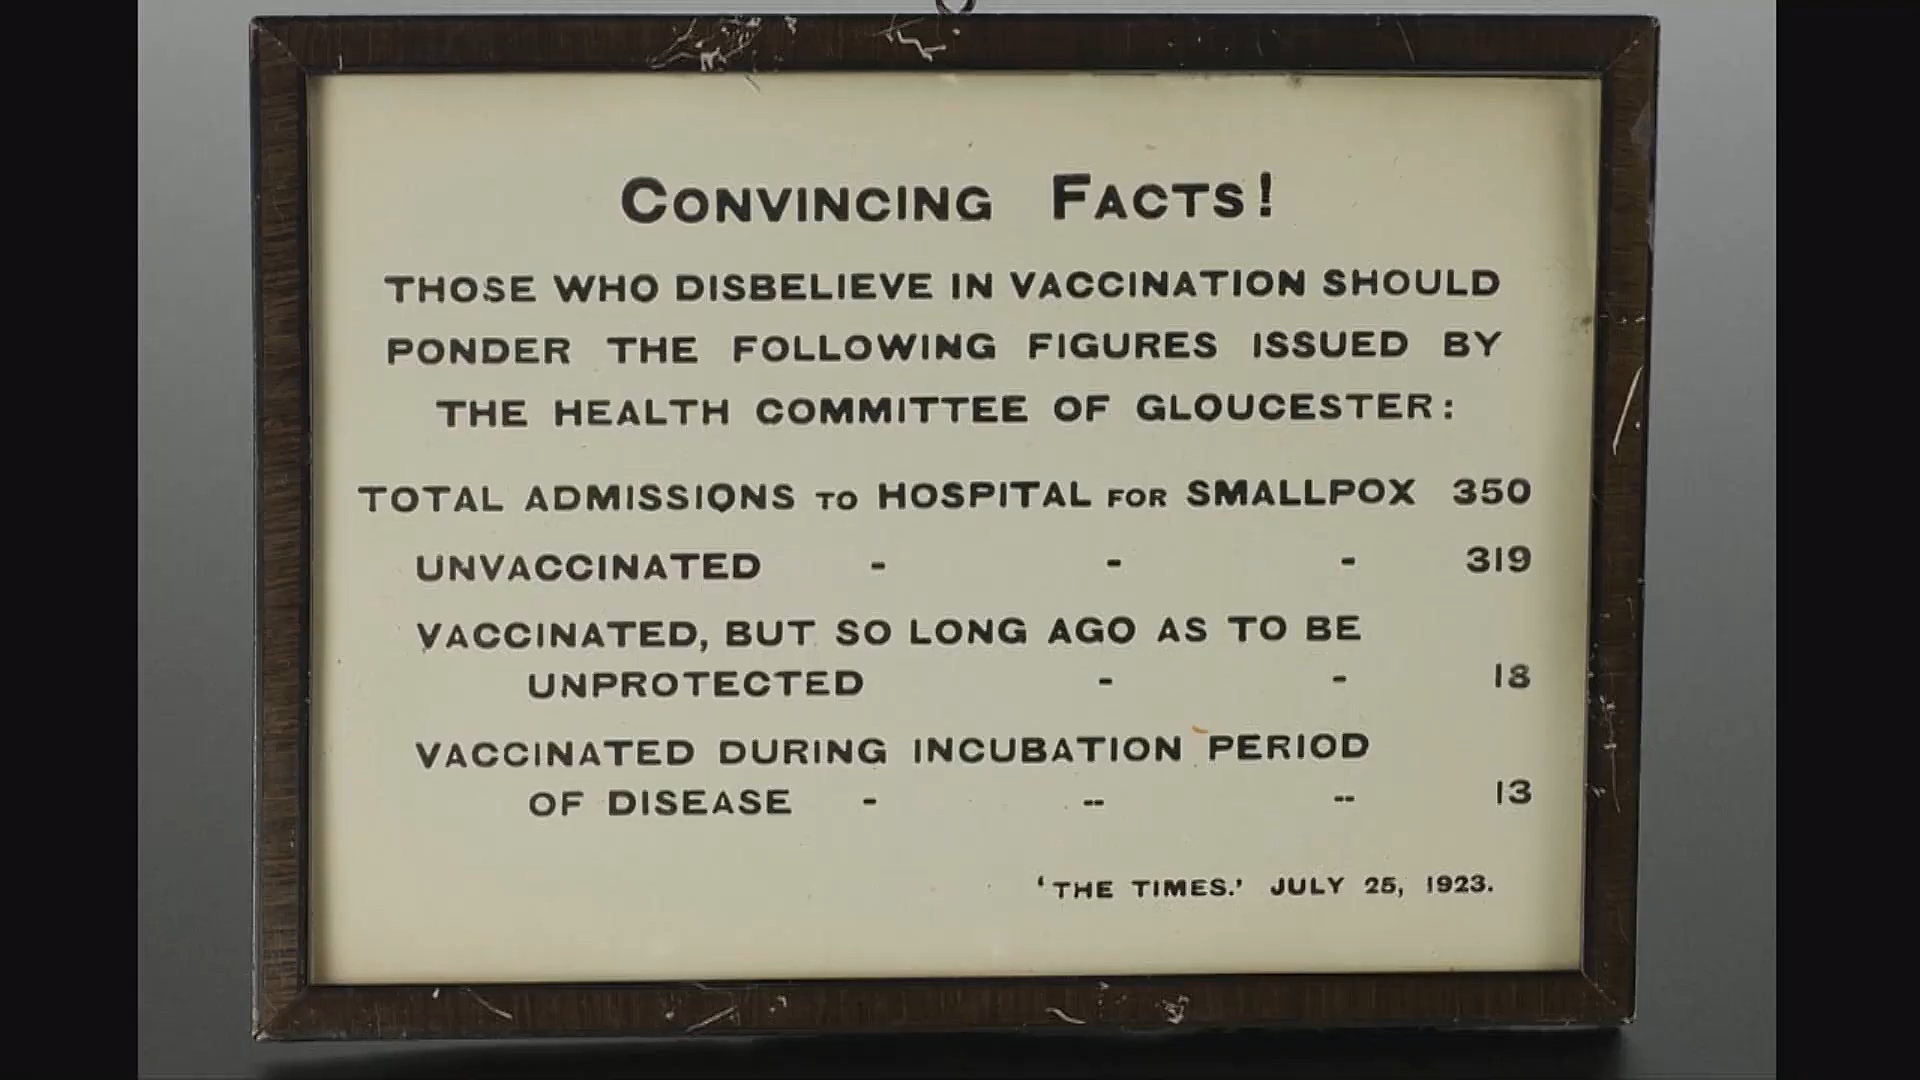 CONVINCING FACTS!
THOSE WHO DISBELIEVE IN VACCINATION SHOULD
PONDER THE FOLLOWING FIGURES ISSUED BY
THE HEALTH COMMITTEE OF GLOUCESTER:
TOTAL ADMISSIONS TO HOSPITAL FOR SMALLPOX 350
UNVACCINATED - - - 319
VACCINATED, BUT SO LONG AGO AS TO BE
UNPROTECTED - - 18
VACCINATED DURING INCUBATION PERIOD
OF DISEASE - -- -- 13
'THE TIMES.' JULY 25, 1923.